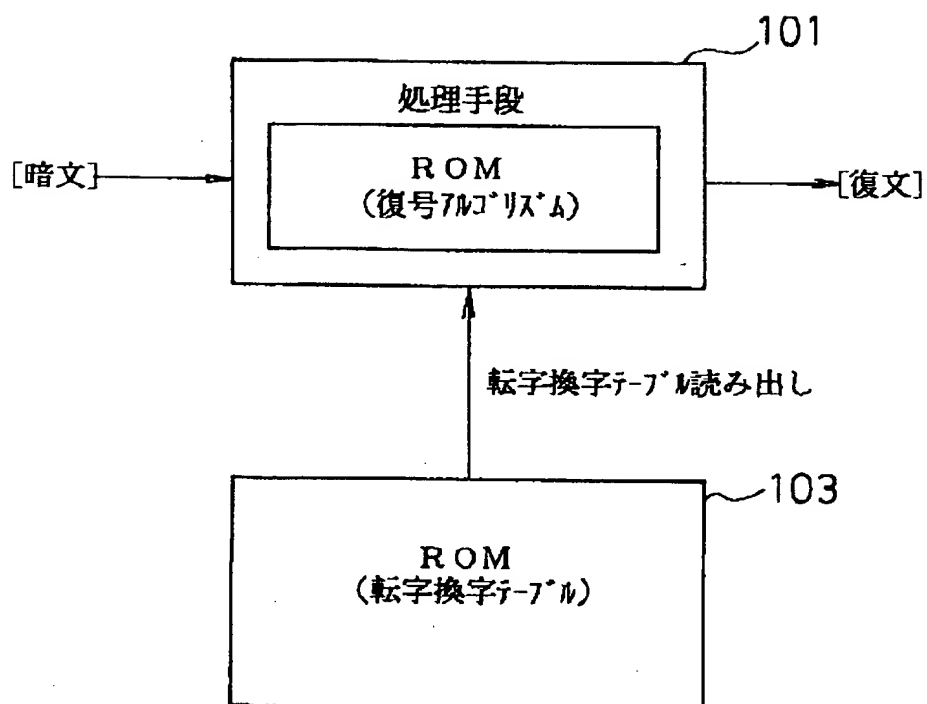 101
処理手段
[暗文]
ROM
(復号ｱﾙｺﾞﾘｽﾞﾑ)
[復文]
転字換字ﾃｰﾌﾞﾙ読み出し
103
ROM
(転字換字ﾃｰﾌﾞﾙ)